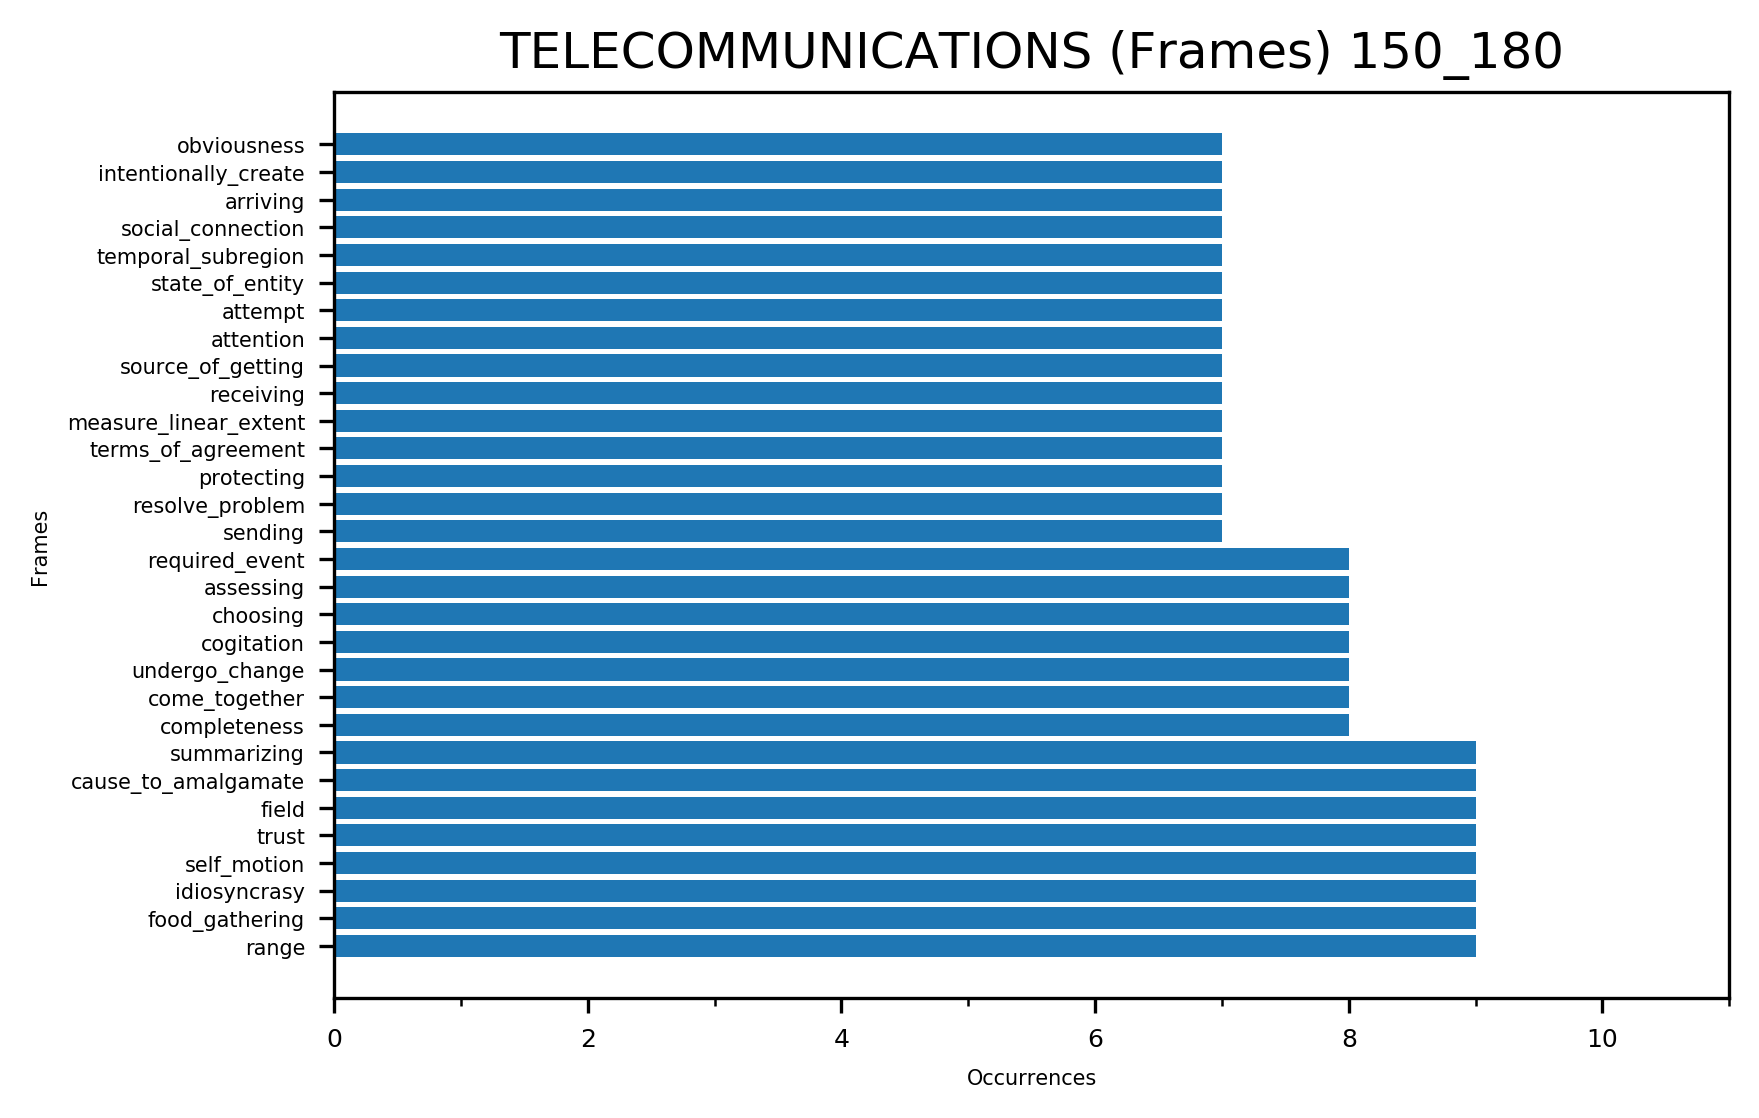 TELECOMMUNICATIONS (Frames) 150_180
obviousness
intentionally_create
arriving
social_connection
temporal_subregion
state_of_entity
attempt
attention
source_of_getting
receiving
measure_linear_extent
terms_of_agreement
protecting
resolve_problem
sending
required_event
assessing
choosing
cogitation
undergo_change
come_together
completeness
summarizing
cause_to_amalgamate
field
trust
self_motion
idiosyncrasy
food_gathering
range
Frames
0 2 4 6 8 10
Occurrences